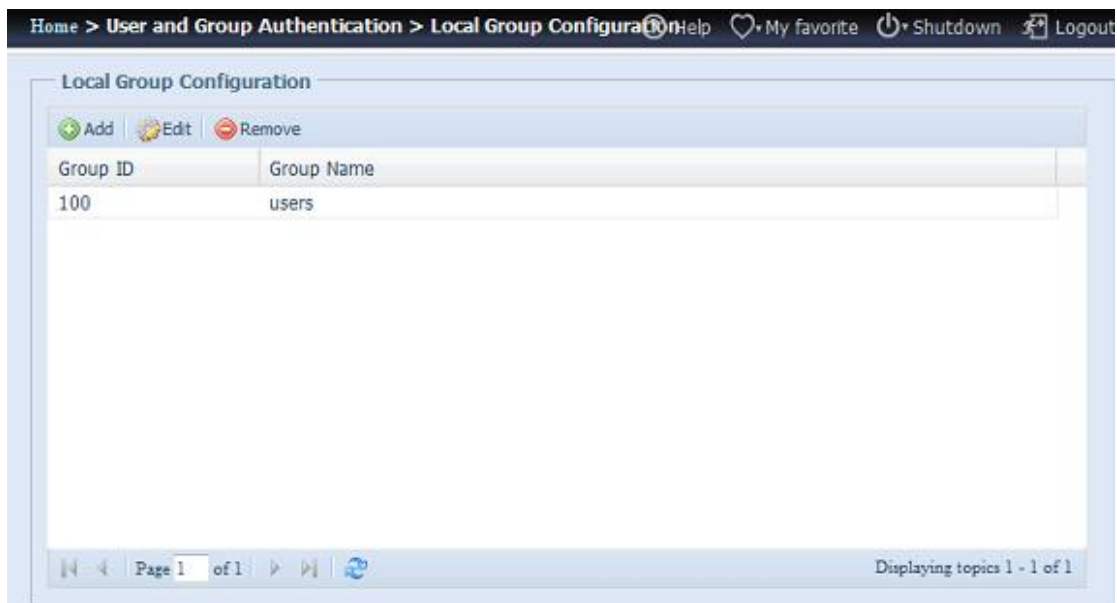 Home > User and Group Authentication > Local Group Configuration Help My favorite Shutdown Logout
Local Group Configuration
Add Edit Remove
Group ID Group Name
100 users
Page 1 of 1 Displaying topics 1 - 1 of 1